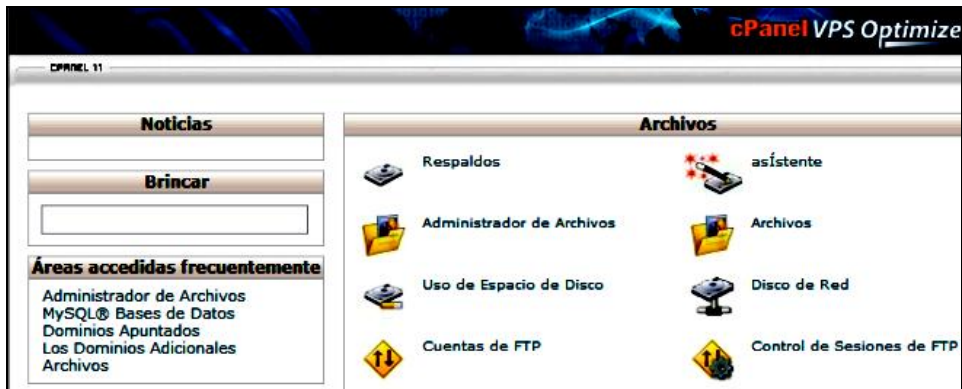 cPanel VPS Optimize
CPANEL 11
Noticias
Brincar
Áreas accedidas frecuentemente
Administrador de Archivos
MySQL® Bases de Datos
Dominios Apuntados
Los Dominios Adicionales
Archivos
Archivos
Respaldos
asÍstente
Administrador de Archivos
Archivos
Uso de Espacio de Disco
Disco de Red
Cuentas de FTP
Control de Sesiones de FTP